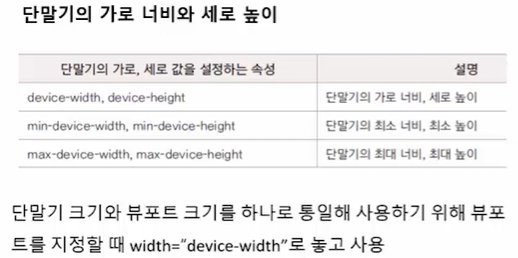 단말기의 가로 너비와 세로 높이
단말기의 가로, 세로 값을 설정하는 속성 설명
device-width, device-height 단말기의 가로 너비, 세로 높이
min-device-width, min-device-height 단말기의 최소 너비, 최소 높이
max-device-width, max-device-height 단말기의 최대 너비, 최대 높이
단말기 크기와 뷰포트 크기를 하나로 통일해 사용하기 위해 뷰포
트를 지정할 때 width=“device-width”로 놓고 사용